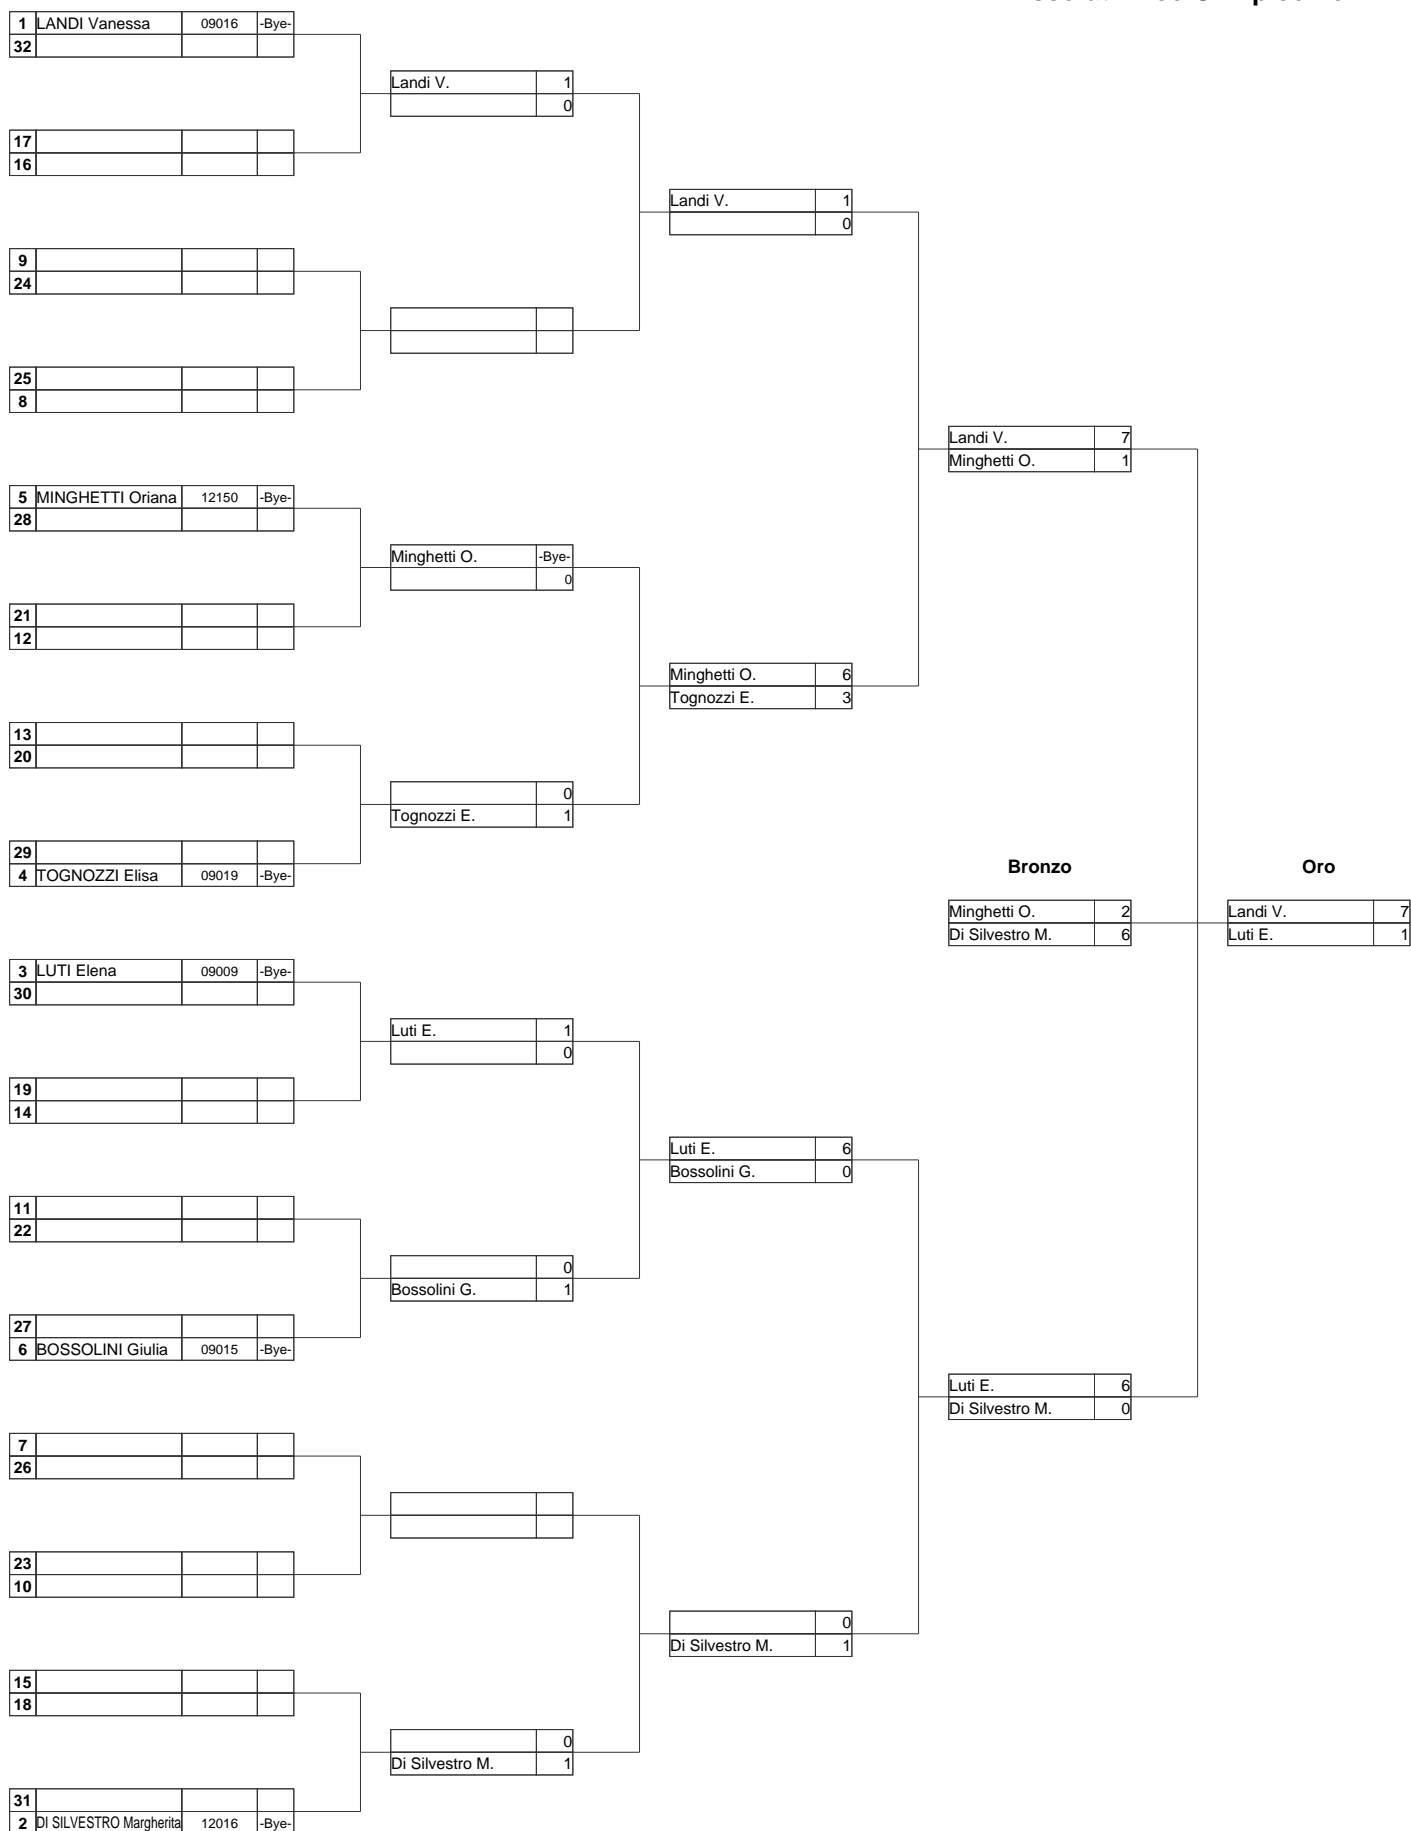 1 LANDI Vanessa 09016 -Bye-
32
Landi V. 1
0
17
16
Landi V. 1
0
9
24
25
8
Landi V. 7
Minghetti O. 1
5 MINGHETTI Oriana 12150 -Bye-
28
Minghetti O. -Bye-
0
21
12
Minghetti O. 6
Tognozzi E. 3
13
20
0
Tognozzi E. 1
29
4 TOGNOZZI Elisa 09019 -Bye-
Bronzo Oro
Minghetti O. 2 Landi V. 7
Di Silvestro M. 6 Luti E. 1
3 LUTI Elena 09009 -Bye-
30
Luti E. 1
0
19
14
Luti E. 6
Bossolini G. 0
11
22
0
Bossolini G. 1
27
6 BOSSOLINI Giulia 09015 -Bye-
Luti E. 6
Di Silvestro M. 0
7
26
23
10
0
Di Silvestro M. 1
15
18
0
Di Silvestro M. 1
31
2 DI SILVESTRO Margherita 12016 -Bye-